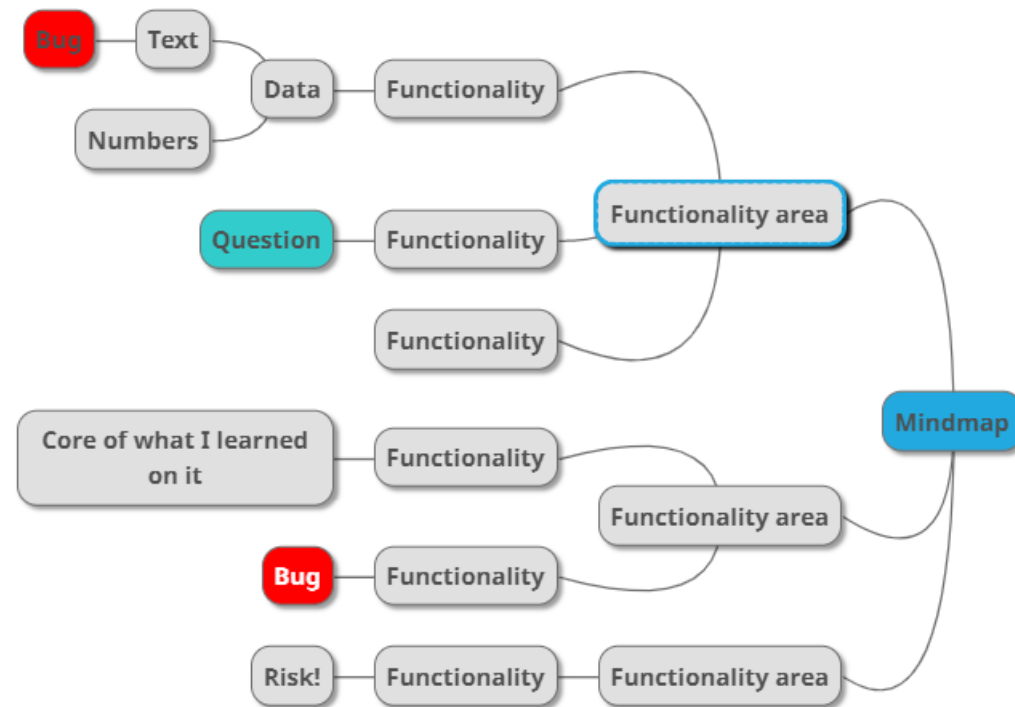 Bug
Text
Data
Functionality
Numbers
Functionality area
Question
Functionality
Functionality
Mindmap
Core of what I learned
on it
Functionality
Functionality area
Bug
Functionality
Risk!
Functionality
Functionality area